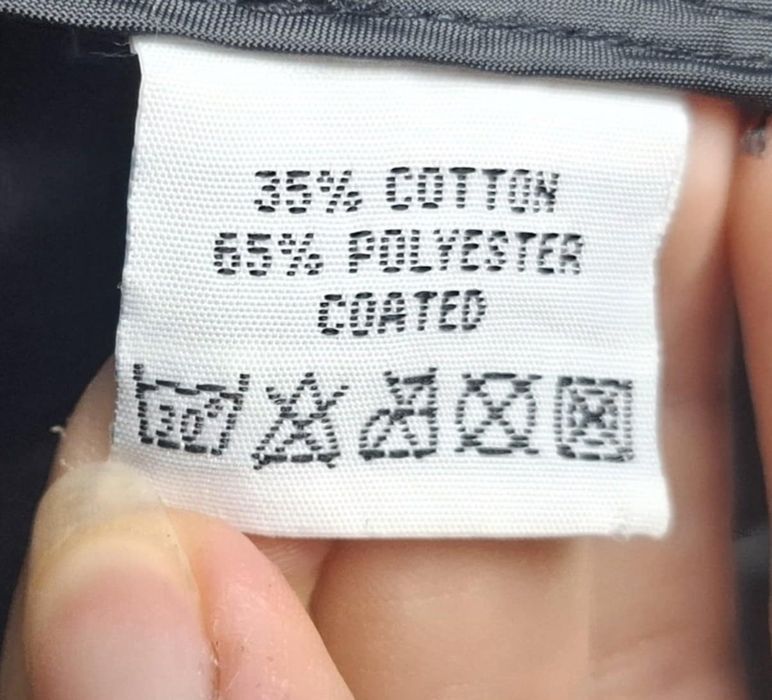 35% COTTON
65% POLYESTER
COATED
30°